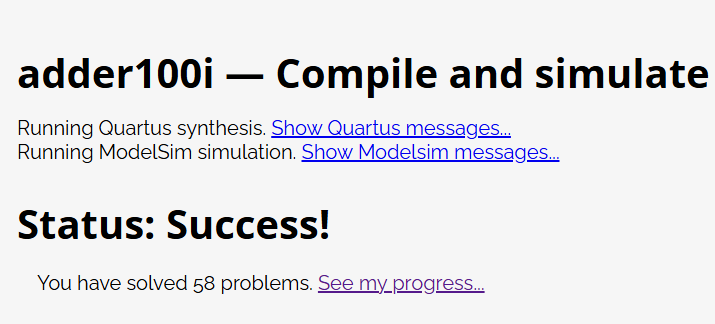 adder100i — Compile and simulate
Running Quartus synthesis. Show Quartus messages...
Running ModelSim simulation. Show Modelsim messages...
Status: Success!
You have solved 58 problems. See my progress...